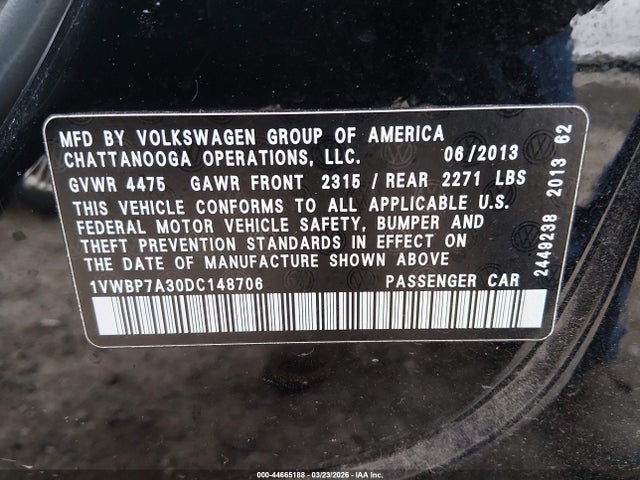 MFD BY VOLKSWAGEN GROUP OF AMERICA
CHATTANOOGA OPERATIONS, LLC. 06/2013
GVWR 4475 GAWR FRONT 2315 / REAR 2271 LBS
THIS VEHICLE CONFORMS TO ALL APPLICABLE U.S.
FEDERAL MOTOR VEHICLE SAFETY, BUMPER AND
THEFT PREVENTION STANDARDS IN EFFECT ON
THE DATE OF MANUFACTURE SHOWN ABOVE
1VWBP7A30DC148706 PASSENGER CAR
2449238 2013 62
000-44665188 - 03/23/2026 - IAA Inc.